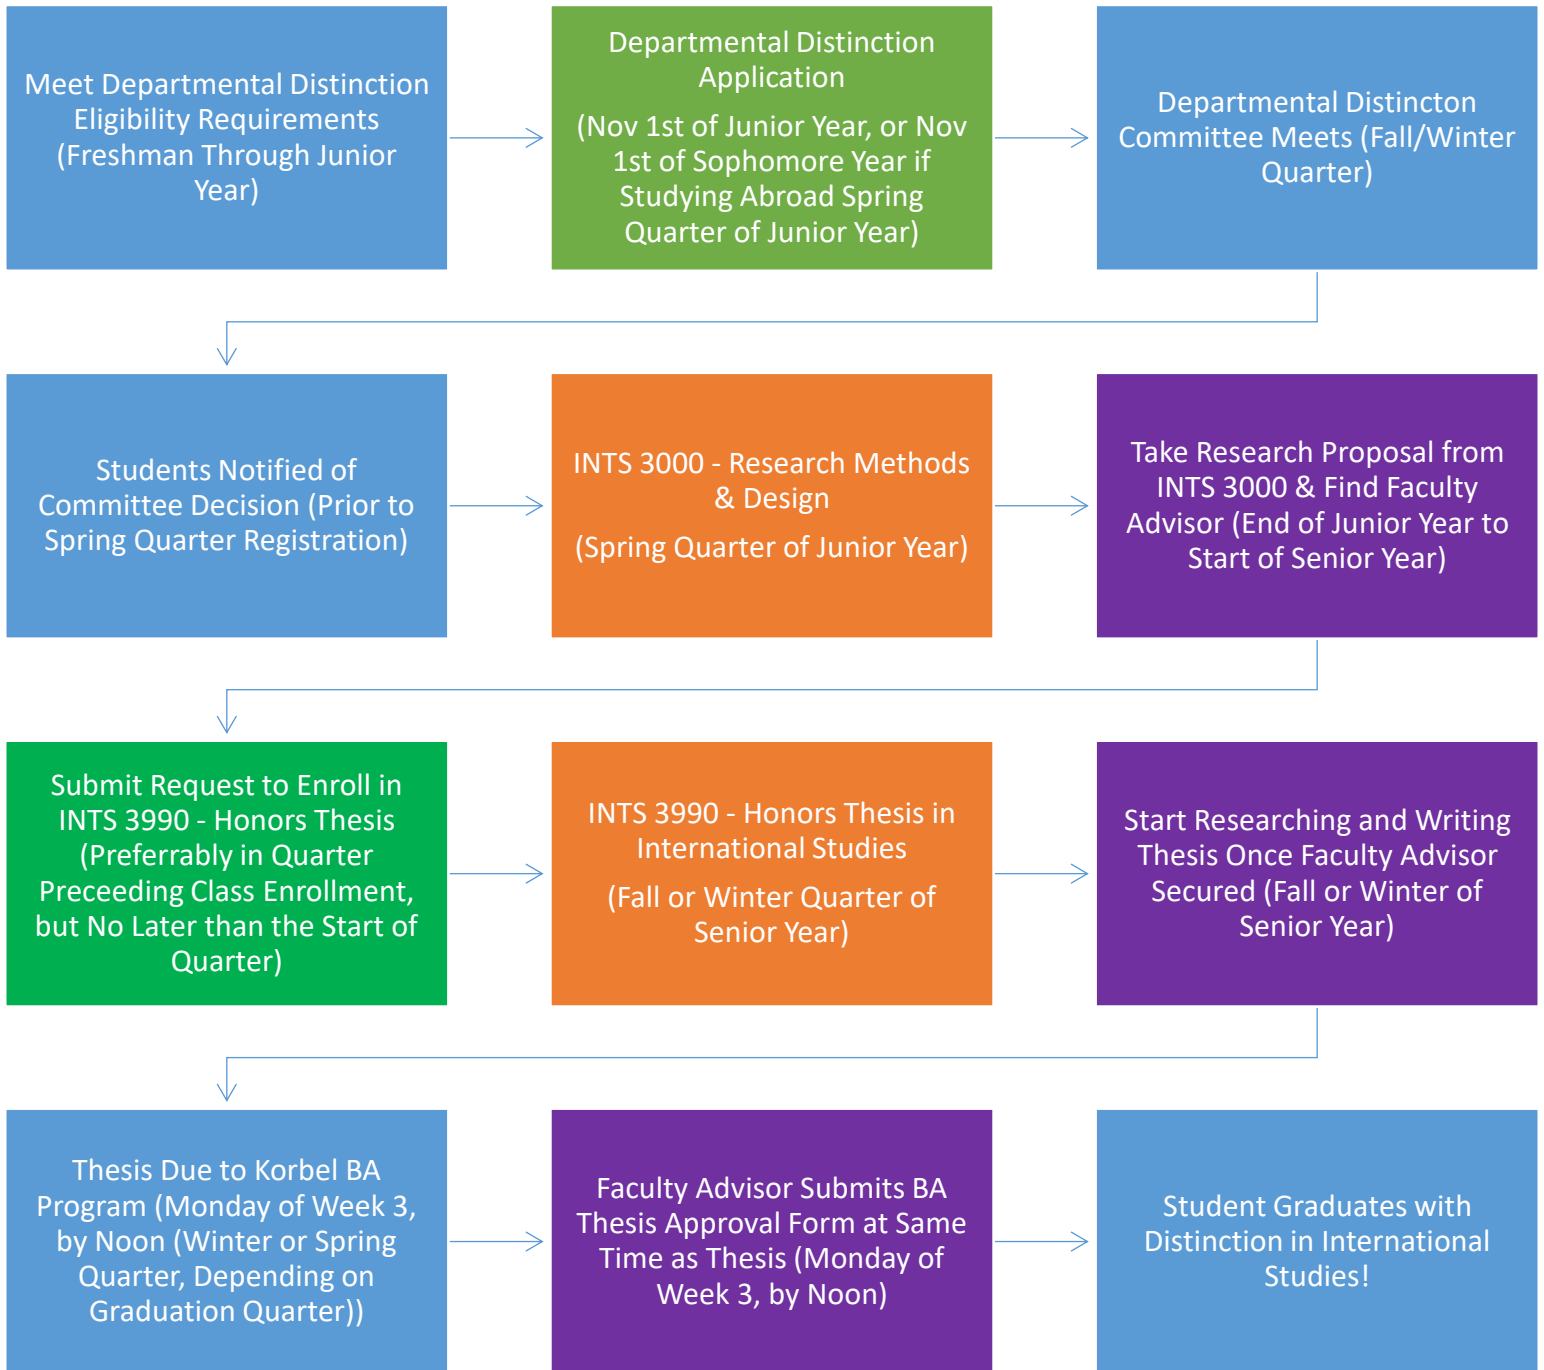 Meet Departmental Distinction
Eligibility Requirements
(Freshman Through Junior
Year)
Departmental Distinction
Application
(Nov 1st of Junior Year, or Nov
1st of Sophomore Year if
Studying Abroad Spring
Quarter of Junior Year)
Departmental Distincton
Committee Meets (Fall/Winter
Quarter)
Students Notified of
Committee Decision (Prior to
Spring Quarter Registration)
INTS 3000 - Research Methods
& Design
(Spring Quarter of Junior Year)
Take Research Proposal from
INTS 3000 & Find Faculty
Advisor (End of Junior Year to
Start of Senior Year)
Submit Request to Enroll in
INTS 3990 - Honors Thesis
(Preferrably in Quarter
Preceeding Class Enrollment,
but No Later than the Start of
Quarter)
INTS 3990 - Honors Thesis in
International Studies
(Fall or Winter Quarter of
Senior Year)
Start Researching and Writing
Thesis Once Faculty Advisor
Secured (Fall or Winter of
Senior Year)
Thesis Due to Korbel BA
Program (Monday of Week 3,
by Noon (Winter or Spring
Quarter, Depending on
Graduation Quarter))
Faculty Advisor Submits BA
Thesis Approval Form at Same
Time as Thesis (Monday of
Week 3, by Noon)
Student Graduates with
Distinction in International
Studies!